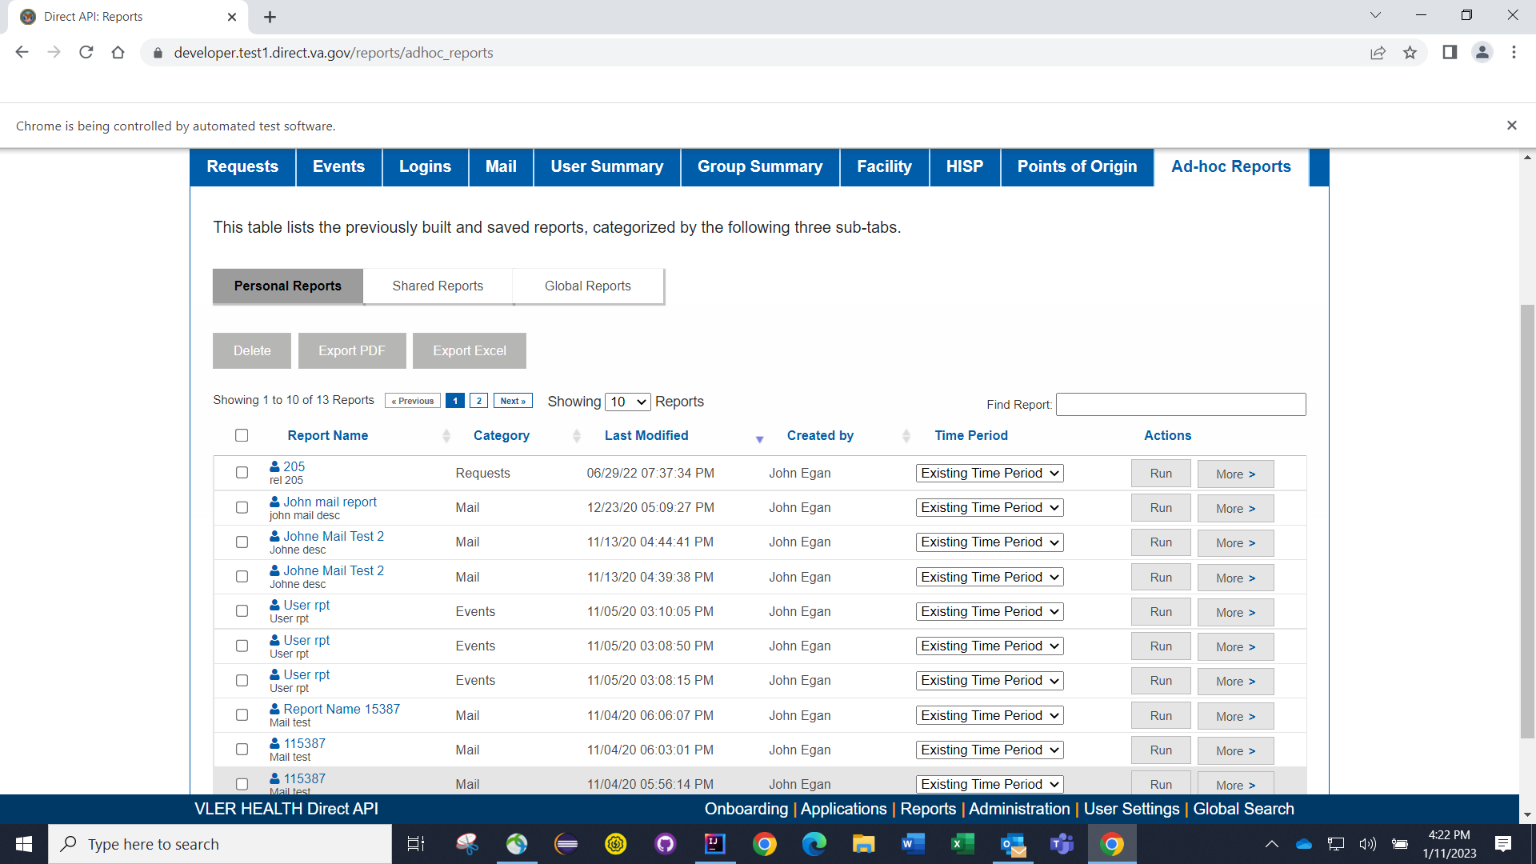 Direct API: Reports
developer.test1.direct.va.gov/reports/adhoc_reports
Chrome is being controlled by automated test software.
Requests Events Logins Mail User Summary Group Summary Facility HISP Points of Origin Ad-hoc Reports
This table lists the previously built and saved reports, categorized by the following three sub-tabs.
Personal Reports Shared Reports Global Reports
Delete Export PDF Export Excel
Showing 1 to 10 of 13 Reports « Previous 1 2 Next » Showing 10 Reports Find Report:
Report Name Category Last Modified Created by Time Period Actions
205 Requests 06/29/22 07:37:34 PM John Egan Existing Time Period Run More >
rel 205
John mail report Mail 12/23/20 05:09:27 PM John Egan Existing Time Period Run More >
john mail desc
Johne Mail Test 2 Mail 11/13/20 04:44:41 PM John Egan Existing Time Period Run More >
Johne desc
Johne Mail Test 2 Mail 11/13/20 04:39:38 PM John Egan Existing Time Period Run More >
Johne desc
User rpt Events 11/05/20 03:10:05 PM John Egan Existing Time Period Run More >
User rpt
User rpt Events 11/05/20 03:08:50 PM John Egan Existing Time Period Run More >
User rpt
User rpt Events 11/05/20 03:08:15 PM John Egan Existing Time Period Run More >
User rpt
Report Name 15387 Mail 11/04/20 06:06:07 PM John Egan Existing Time Period Run More >
Mail test
115387 Mail 11/04/20 06:03:01 PM John Egan Existing Time Period Run More >
Mail test
115387 Mail 11/04/20 05:56:14 PM John Egan Existing Time Period Run More >
Mail test
VLER HEALTH Direct API Onboarding | Applications | Reports | Administration | User Settings | Global Search
Type here to search
4:22 PM
1/11/2023